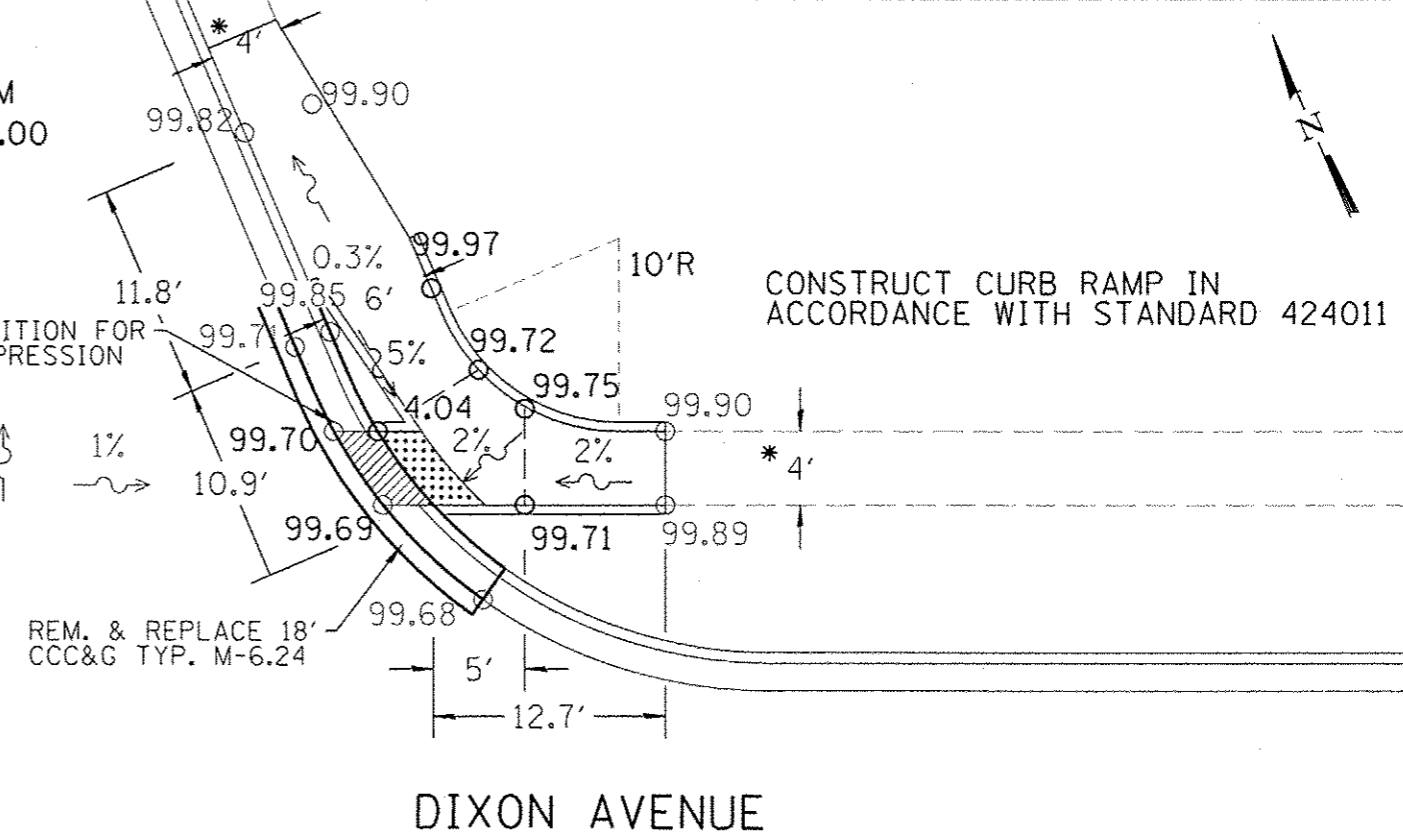 * 4'
M
.00
99.82
99.90
N
99.97
0.3%
10'R
11.8'
99.85
6'
CONSTRUCT CURB RAMP IN
ACCORDANCE WITH STANDARD 424011
ITION FOR
PRESSION
99.71
99.72
5%
99.75
4.04
99.90
99.70
2%
2%
* 4'
1%
10.9'
99.69
99.71
99.89
99.68
REM. & REPLACE 18'
CCC&G TYP. M-6.24
5'
12.7'
DIXON AVENUE